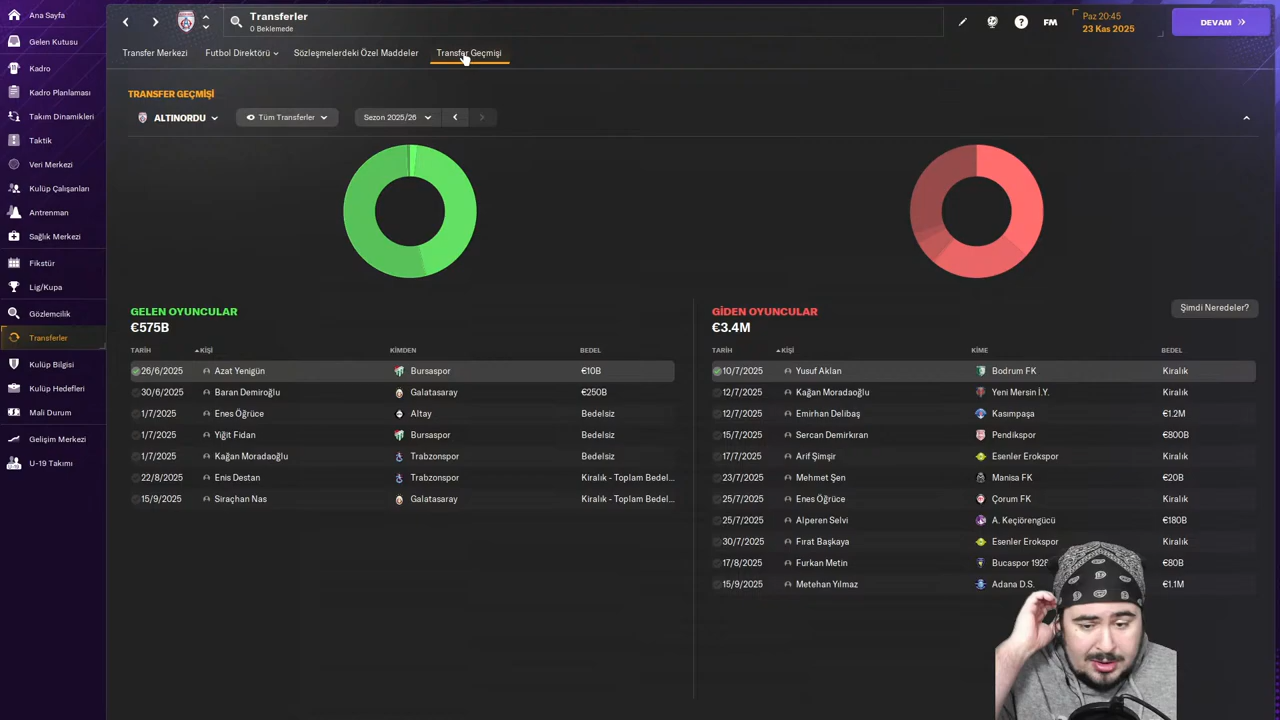 Ana Sayfa
Gelen Kutusu
Kadro
Kadro Planlaması
Takım Dinamikleri
Taktik
Veri Merkezi
Kulüp Çalışanları
Antrenman
Sağlık Merkezi
Fikstür
Lig/Kupa
Gözlemcilik
Transferler
Kulüp Bilgisi
Kulüp Hedefleri
Mali Durum
Gelişim Merkezi
U-19 Takımı
Transferler
0 Beklemede
FM
Paz 20:45
23 Kas 2025
DEVAM
Transfer Merkezi Futbol Direktörü Sözleşmelerdeki Özel Maddeler Transfer Geçmişi
TRANSFER GEÇMİŞİ
ALTINORDU Tüm Transferler Sezon 2025/26
GELEN OYUNCULAR
€575B
TARİH KİŞİ KİMDEN BEDEL
26/6/2025 Azat Yenigün Bursaspor €10B
30/6/2025 Baran Demiroğlu Galatasaray €250B
1/7/2025 Enes Öğrüce Altay Bedelsiz
1/7/2025 Yiğit Fidan Bursaspor Bedelsiz
1/7/2025 Kağan Moradaoğlu Trabzonspor Bedelsiz
22/8/2025 Enis Destan Trabzonspor Kiralık - Toplam Bedel...
15/9/2025 Siraçhan Nas Galatasaray Kiralık - Toplam Bedel...
GİDEN OYUNCULAR
€3.4M
Şimdi Neredeler?
TARİH KİŞİ KİME BEDEL
10/7/2025 Yusuf Aklan Bodrum FK Kiralık
12/7/2025 Kağan Moradaoğlu Yeni Mersin İ.Y. Kiralık
12/7/2025 Emirhan Delibaş Kasımpaşa €1.2M
15/7/2025 Sercan Demirkıran Pendikspor €800B
17/7/2025 Arif Şimşir Esenler Erokspor Kiralık
23/7/2025 Mehmet Şen Manisa FK €20B
25/7/2025 Enes Öğrüce Çorum FK Kiralık
25/7/2025 Alperen Selvi A. Keçiörengücü €180B
30/7/2025 Fırat Başkaya Esenler Erokspor Kiralık
17/8/2025 Furkan Metin Bucaspor 1928 €80B
15/9/2025 Metehan Yılmaz Adana D.S. €1.1M